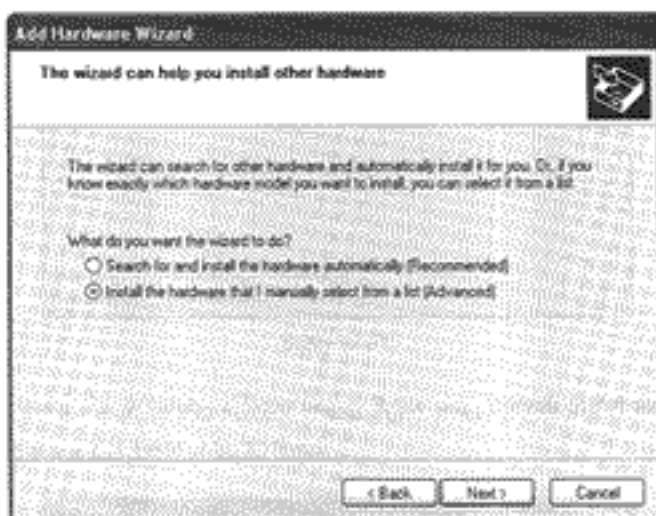 Add Hardware Wizard
The wizard can help you install other hardware
The wizard can search for other hardware and automatically install it for you. Or, if you
know exactly which hardware model you want to install, you can select it from a list.
What do you want the wizard to do?
Search for and install the hardware automatically (Recommended)
Install the hardware that I manually select from a list (Advanced)
< Back Next > Cancel